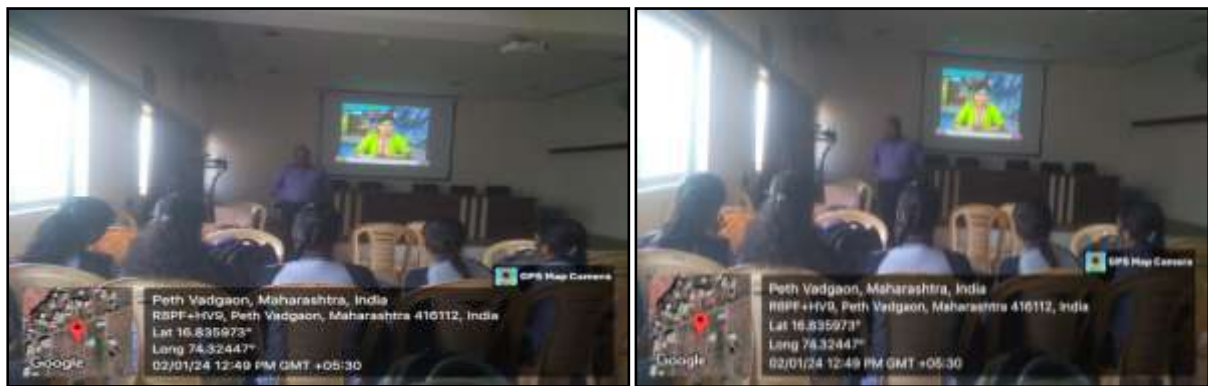 GPS Map Camera
Peth Vadgaon, Maharashtra, India
R8PF+HV9, Peth Vadgaon, Maharashtra 416112, India
Lat 16.835973°
Long 74.32447°
02/01/24 12:49 PM GMT +05:30
Google
GPS Map Camera
Peth Vadgaon, Maharashtra, India
R8PF+HV9, Peth Vadgaon, Maharashtra 416112, India
Lat 16.835973°
Long 74.32447°
02/01/24 12:49 PM GMT +05:30
Google